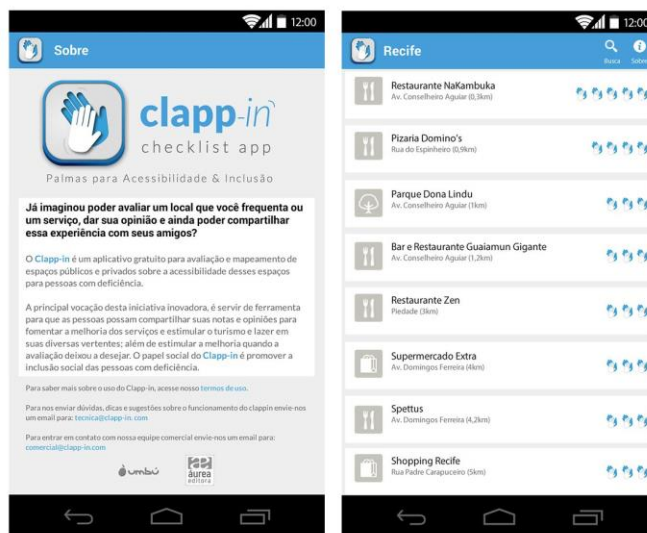 12:00
Sobre
clapp-in
checklist app
Palmas para Acessibilidade & Inclusão
Já imaginou poder avaliar um local que você frequenta ou
um serviço, dar sua opinião e ainda poder compartilhar
essa experiência com seus amigos?
O Clapp-in é um aplicativo gratuito para avaliação e mapeamento de
espaços públicos e privados sobre a acessibilidade desses espaços
para pessoas com deficiência.
A principal vocação desta iniciativa inovadora, é servir de ferramenta
para que as pessoas possam compartilhar suas notas e opiniões para
fomentar a melhoria dos serviços e estimular o turismo e lazer em
suas diversas vertentes; além de estimular a melhoria quando a
avaliação deixou a desejar. O papel social do Clapp-in é promover a
inclusão social das pessoas com deficiência.
Para saber mais sobre o uso do Clapp-in, acesse nosso termos de uso.
Para nos enviar dúvidas, dicas e sugestões sobre o funcionamento do clappin envie-nos
um email para: tecnica@clapp-in.com
Para entrar em contato com nossa equipe comercial envie-nos um email para:
comercial@clapp-in.com
umbú
áurea
editora
12:00
Recife
Busca
Sobre
Restaurante NaKambuka
Av. Conselheiro Aguiar (0,3km)
Pizaria Domino's
Rua do Espinheiro (0,9km)
Parque Dona Lindu
Av. Conselheiro Aguiar (1km)
Bar e Restaurante Guaiamun Gigante
Av. Conselheiro Aguiar (1,2km)
Restaurante Zen
Piedade (3km)
Supermercado Extra
Av. Domingos Ferreira (4km)
Spettus
Av. Domingos Ferreira (4,2km)
Shopping Recife
Rua Padre Carapuceiro (5km)